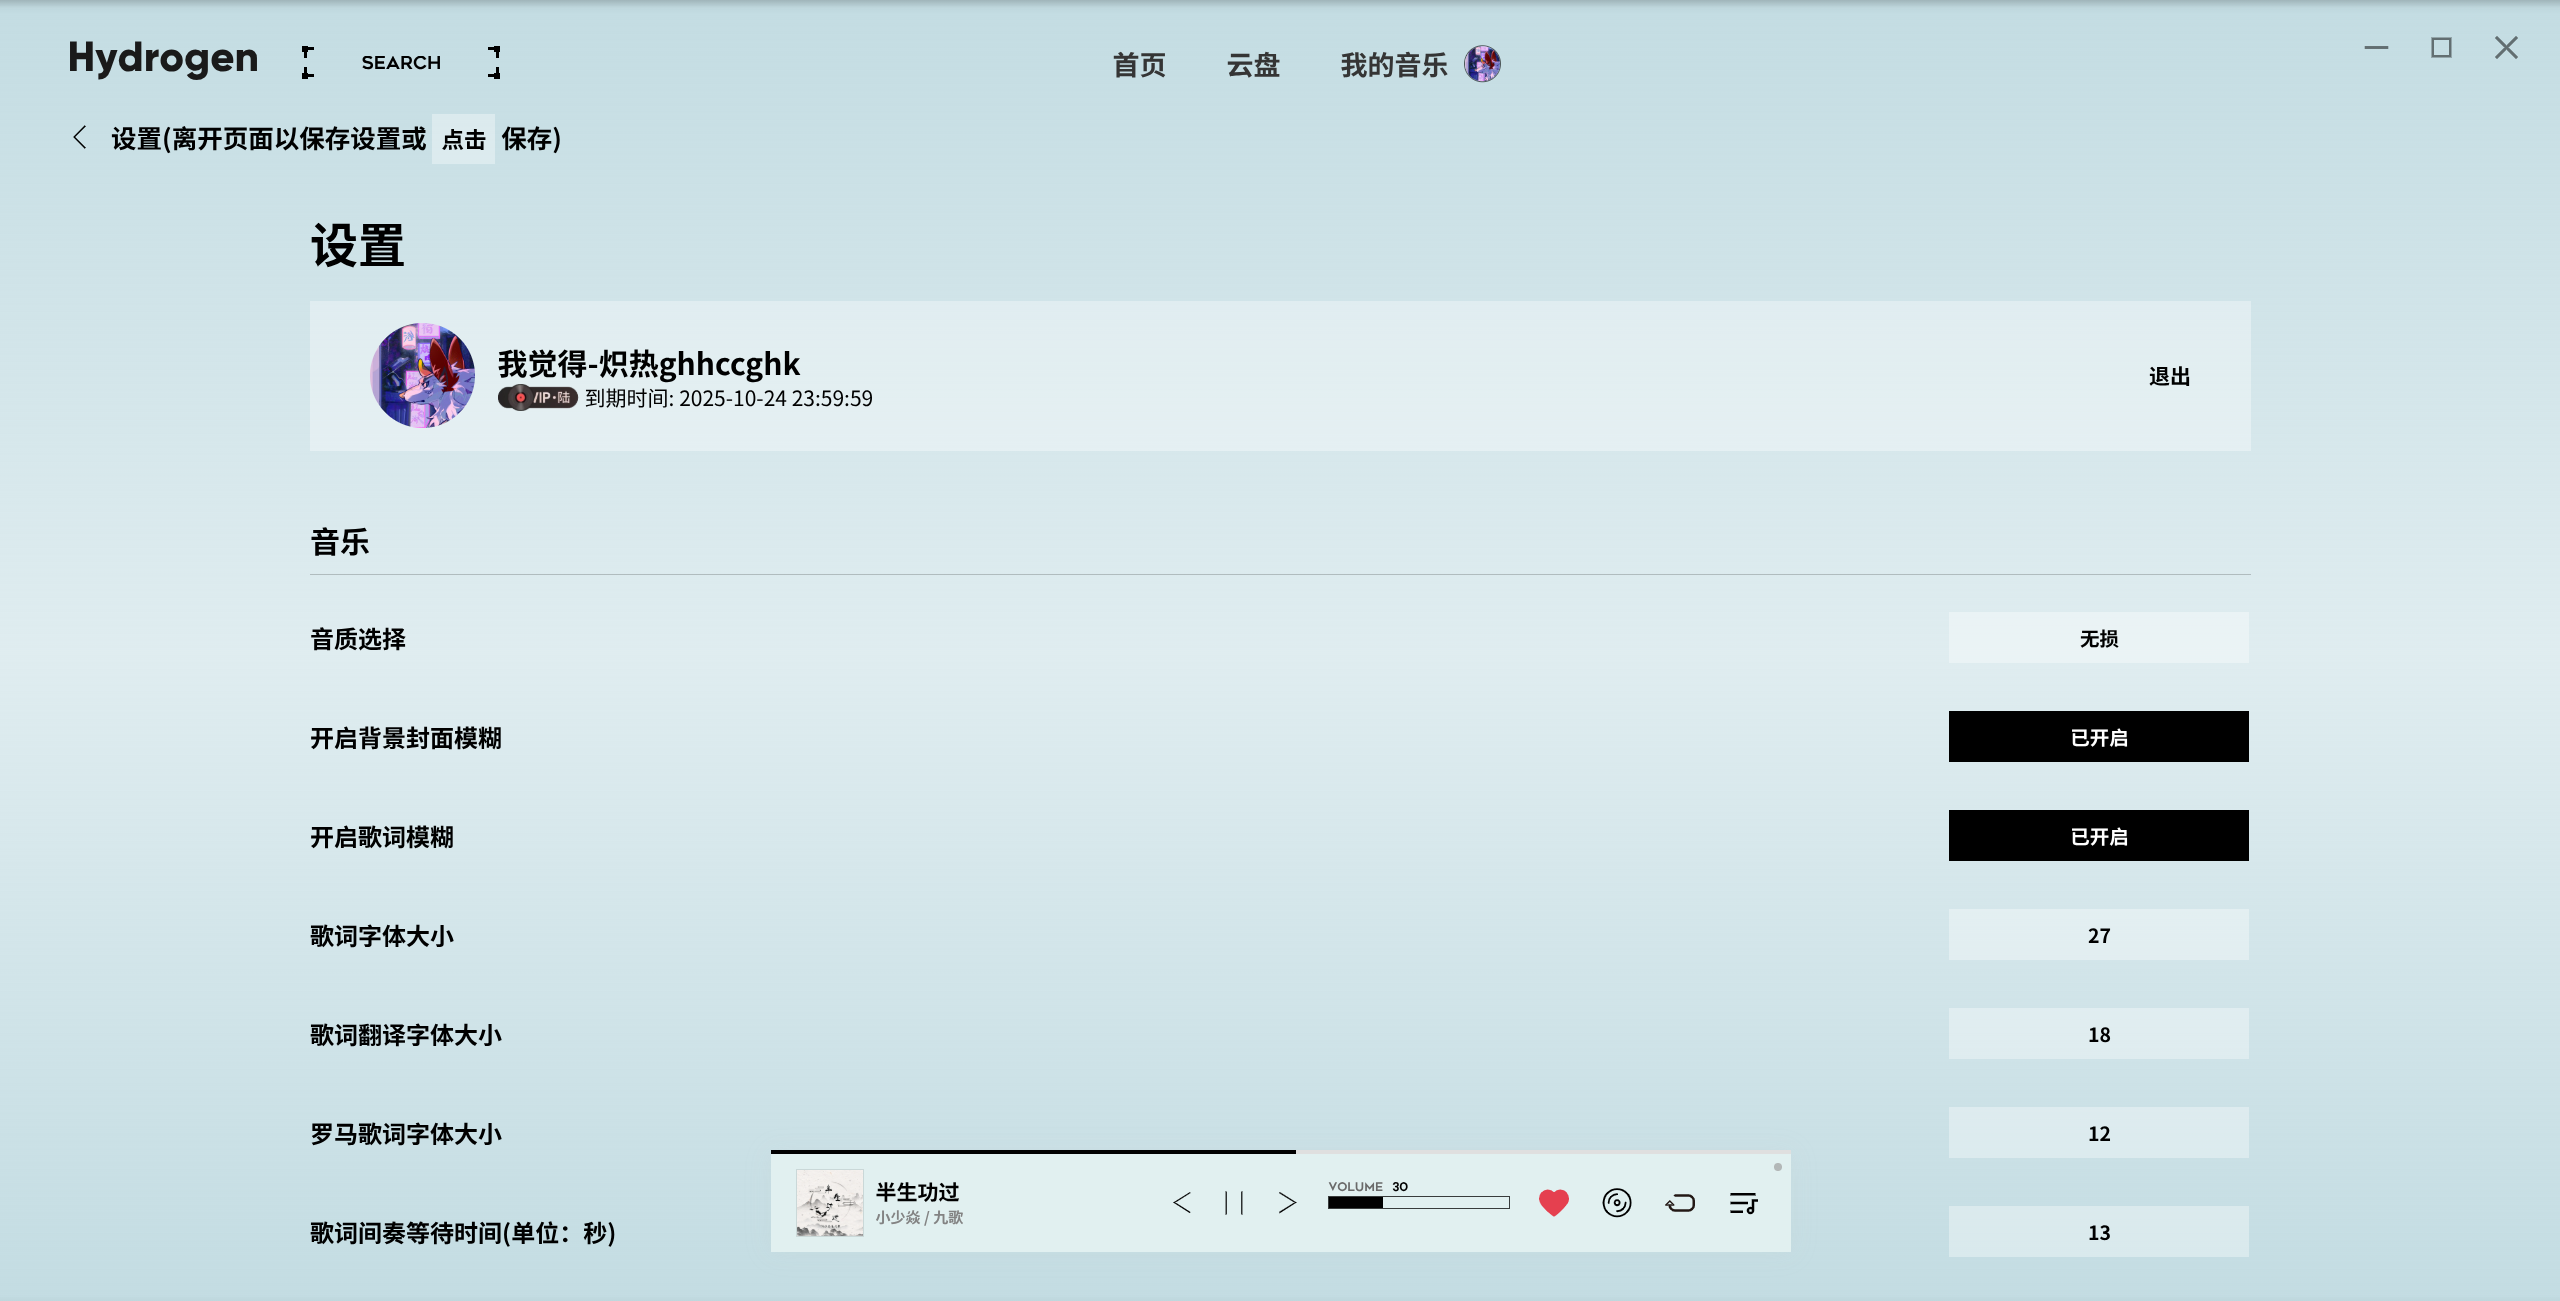 Hydrogen
SEARCH
首页
云盘
我的音乐
设置(离开页面以保存设置或 点击 保存)
设置
我觉得-炽热ghhccghk
VIP·陆 到期时间: 2025-10-24 23:59:59
退出
音乐
音质选择
无损
开启背景封面模糊
已开启
开启歌词模糊
已开启
歌词字体大小
27
歌词翻译字体大小
18
罗马歌词字体大小
12
歌词间奏等待时间(单位：秒)
13
半生功过
小少焱 / 九歌
VOLUME 30